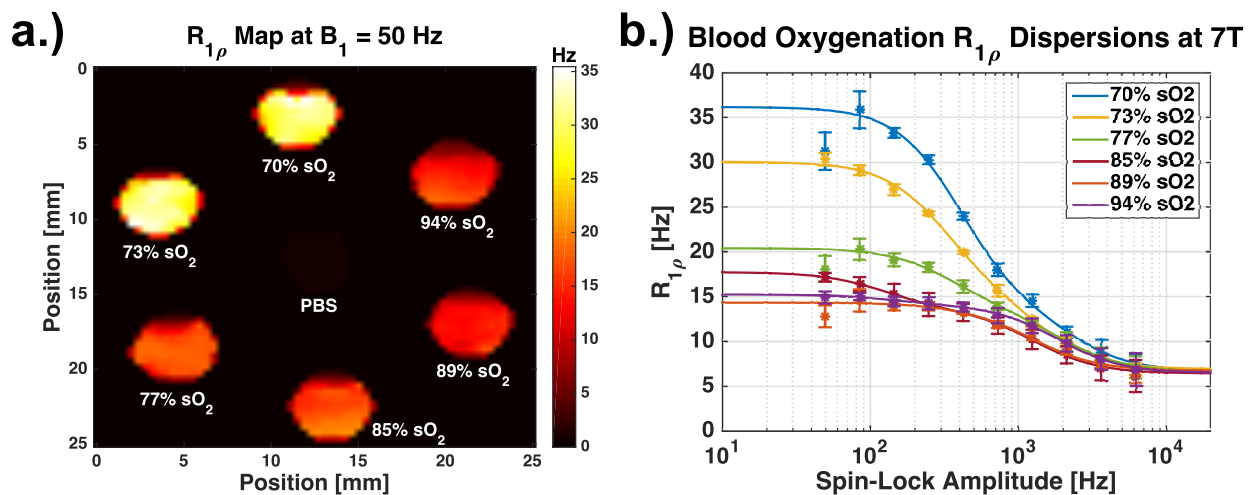 a.)
R1ρ Map at B1 = 50 Hz
Hz
0
5
10
15
20
25
Position [mm]
0
5
10
15
20
25
Position [mm]
70% sO2
94% sO2
73% sO2
PBS
89% sO2
77% sO2
85% sO2
35
30
25
20
15
10
5
0
b.)
Blood Oxygenation R1ρ Dispersions at 7T
40
35
30
25
20
15
10
5
0
R1ρ [Hz]
70% sO2
73% sO2
77% sO2
85% sO2
89% sO2
94% sO2
10^1
10^2
10^3
10^4
Spin-Lock Amplitude [Hz]